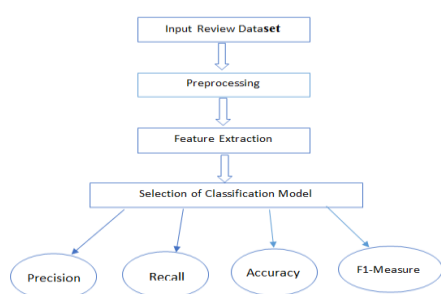 Input Review Dataset
Preprocessing
Feature Extraction
Selection of Classification Model
Precision
Recall
Accuracy
F1-Measure